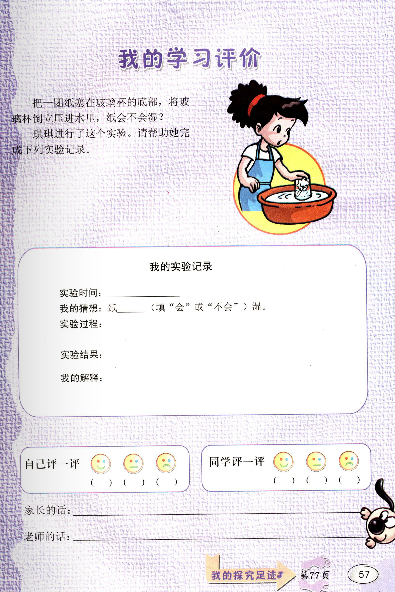 我的学习评价
把一团纸塞在玻璃杯的底部，将玻
璃杯倒立压进水里，纸会不会湿？
琪琪进行了这个实验。请帮助她完
成下列实验记录。
我的实验记录
实验时间：
我的猜想：纸______（填“会”或“不会”）湿。
实验过程：
实验结果：
我的解释：
自己评一评
（ ）（ ）（ ）
同学评一评
（ ）（ ）（ ）
家长的话：
老师的话：
我的探究足迹
第77页
57